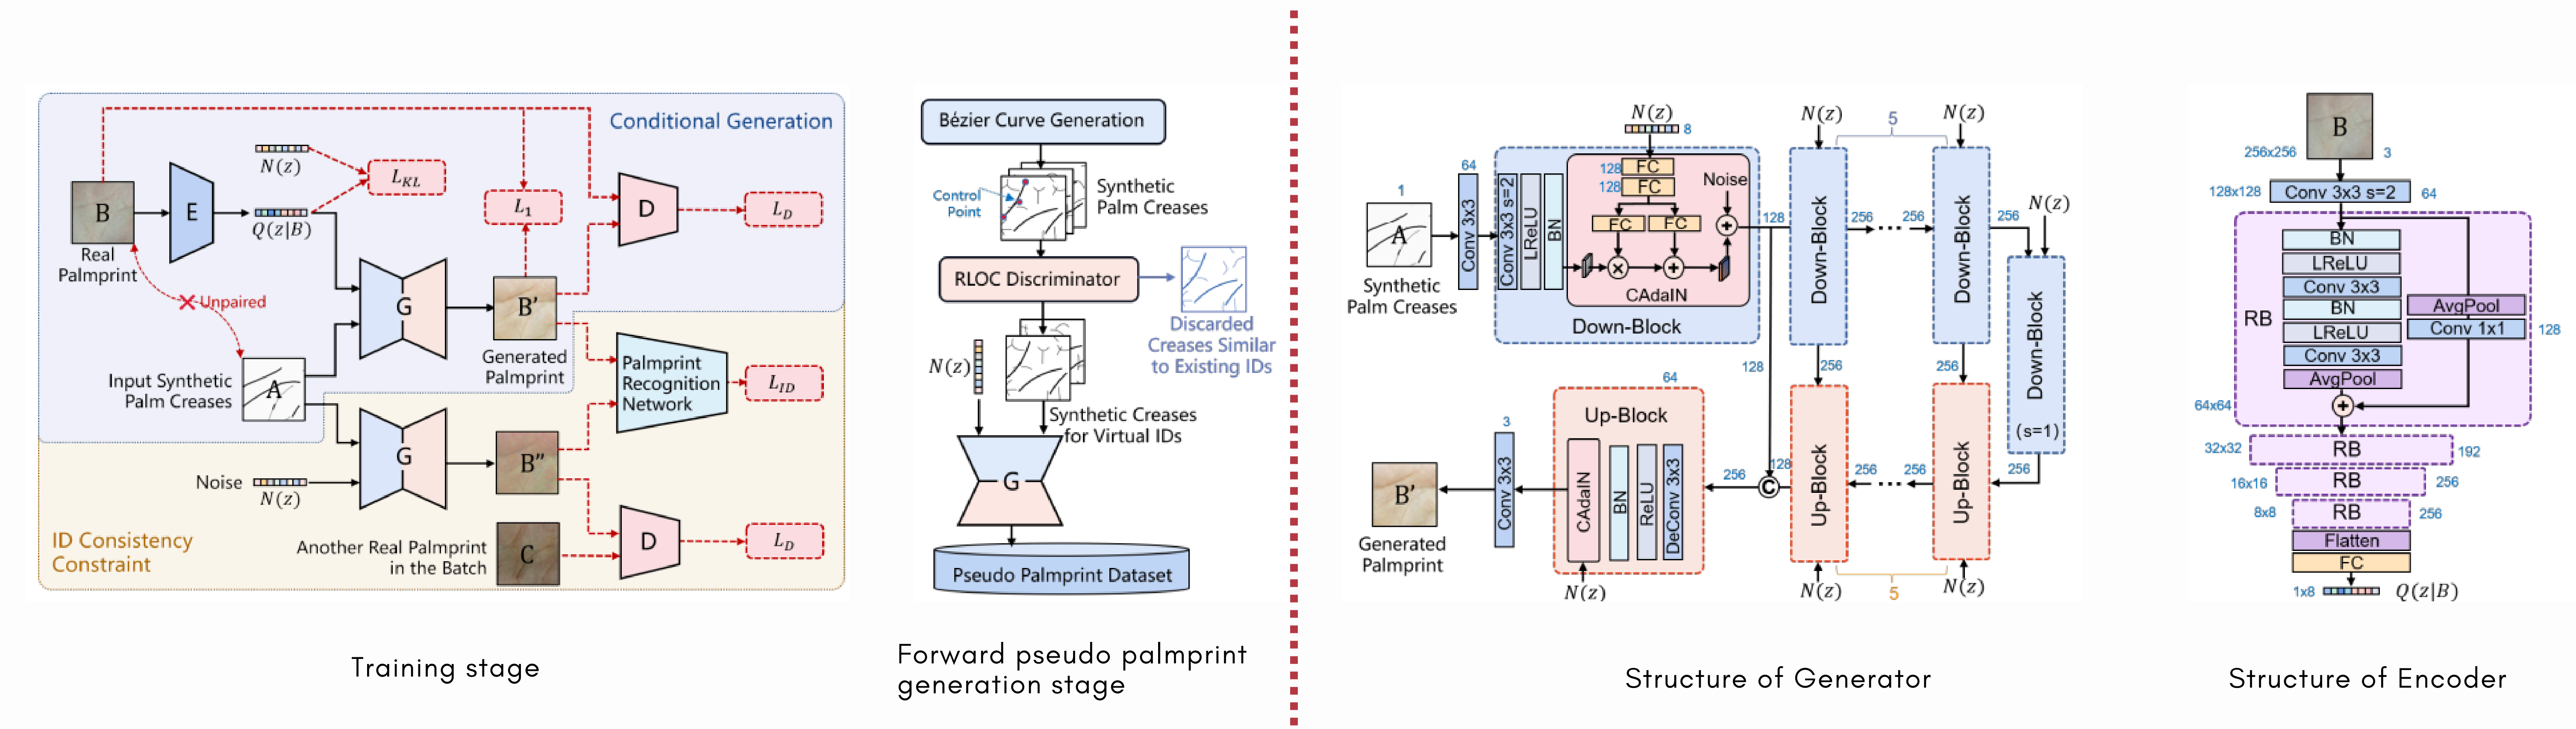 Conditional Generation
N(z)
L_KL
B
E
Q(z|B)
L_1
D
L_D
Real
Palmprint
Unpaired
G
B'
Generated
Palmprint
Input Synthetic
Palm Creases
A
Palmprint
Recognition
Network
L_ID
G
B''
Noise
N(z)
ID Consistency
Constraint
Another Real Palmprint
in the Batch
C
D
L_D
Training stage
Bézier Curve Generation
Control
Point
Synthetic
Palm Creases
RLOC Discriminator
Discarded
Creases Similar
to Existing IDs
N(z)
Synthetic Creases
for Virtual IDs
G
Pseudo Palmprint Dataset
Forward pseudo palmprint
generation stage
1
A
Synthetic
Palm Creases
64
Conv 3x3
Conv 3x3 s=2
LReLU
BN
N(z)
8
128
FC
128
FC
FC
FC
Noise
CAdaIN
Down-Block
128
N(z)
5
N(z)
Down-Block
256
256
Down-Block
256
N(z)
Down-Block
(s=1)
128
256
256
64
Up-Block
CAdaIN
BN
ReLU
DeConv 3x3
N(z)
3
Conv 3x3
B'
Generated
Palmprint
256
C
128
Up-Block
256
256
Up-Block
256
N(z)
5
N(z)
Structure of Generator
B
256x256
3
128x128
Conv 3x3 s=2
64
RB
BN
LReLU
Conv 3x3
BN
LReLU
Conv 3x3
AvgPool
AvgPool
Conv 1x1
128
64x64
32x32
RB
192
16x16
RB
256
8x8
RB
256
Flatten
FC
1x8
Q(z|B)
Structure of Encoder